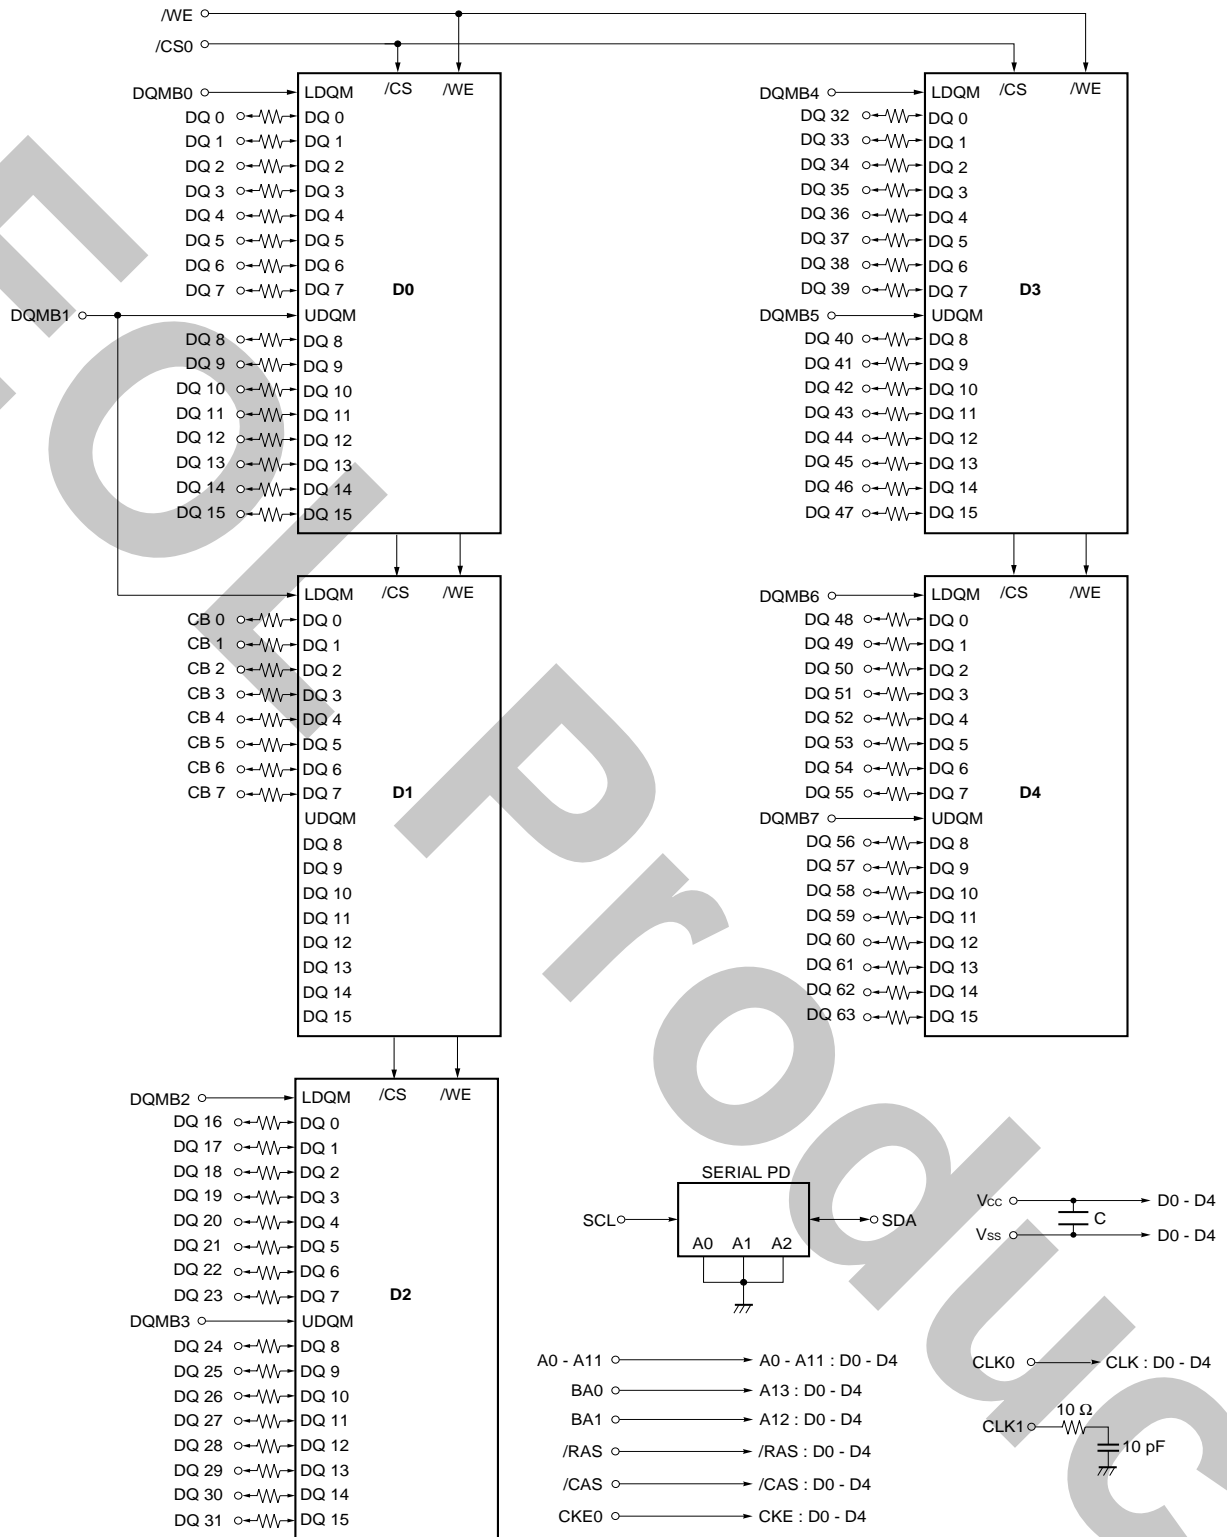 /WE
/CS0
DQMB0 LDQM /CS /WE
DQ 0 DQ 0
DQ 1 DQ 1
DQ 2 DQ 2
DQ 3 DQ 3
DQ 4 DQ 4
DQ 5 DQ 5
DQ 6 DQ 6
DQ 7 DQ 7 D0
DQMB1 UDQM
DQ 8 DQ 8
DQ 9 DQ 9
DQ 10 DQ 10
DQ 11 DQ 11
DQ 12 DQ 12
DQ 13 DQ 13
DQ 14 DQ 14
DQ 15 DQ 15
LDQM /CS /WE
CB 0 DQ 0
CB 1 DQ 1
CB 2 DQ 2
CB 3 DQ 3
CB 4 DQ 4
CB 5 DQ 5
CB 6 DQ 6
CB 7 DQ 7 D1
UDQM
DQ 8
DQ 9
DQ 10
DQ 11
DQ 12
DQ 13
DQ 14
DQ 15
DQMB2 LDQM /CS /WE
DQ 16 DQ 0
DQ 17 DQ 1
DQ 18 DQ 2
DQ 19 DQ 3
DQ 20 DQ 4
DQ 21 DQ 5
DQ 22 DQ 6
DQ 23 DQ 7 D2
DQMB3 UDQM
DQ 24 DQ 8
DQ 25 DQ 9
DQ 26 DQ 10
DQ 27 DQ 11
DQ 28 DQ 12
DQ 29 DQ 13
DQ 30 DQ 14
DQ 31 DQ 15
DQMB4 LDQM /CS /WE
DQ 32 DQ 0
DQ 33 DQ 1
DQ 34 DQ 2
DQ 35 DQ 3
DQ 36 DQ 4
DQ 37 DQ 5
DQ 38 DQ 6
DQ 39 DQ 7 D3
DQMB5 UDQM
DQ 40 DQ 8
DQ 41 DQ 9
DQ 42 DQ 10
DQ 43 DQ 11
DQ 44 DQ 12
DQ 45 DQ 13
DQ 46 DQ 14
DQ 47 DQ 15
DQMB6 LDQM /CS /WE
DQ 48 DQ 0
DQ 49 DQ 1
DQ 50 DQ 2
DQ 51 DQ 3
DQ 52 DQ 4
DQ 53 DQ 5
DQ 54 DQ 6
DQ 55 DQ 7 D4
DQMB7 UDQM
DQ 56 DQ 8
DQ 57 DQ 9
DQ 58 DQ 10
DQ 59 DQ 11
DQ 60 DQ 12
DQ 61 DQ 13
DQ 62 DQ 14
DQ 63 DQ 15
SERIAL PD
SCL SDA
A0 A1 A2
Vcc D0 - D4
C
Vss D0 - D4
A0 - A11 A0 - A11 : D0 - D4
BA0 A13 : D0 - D4
BA1 A12 : D0 - D4
/RAS /RAS : D0 - D4
/CAS /CAS : D0 - D4
CKE0 CKE : D0 - D4
CLK0 CLK : D0 - D4
10 Ω
CLK1
10 pF
EOL Produc